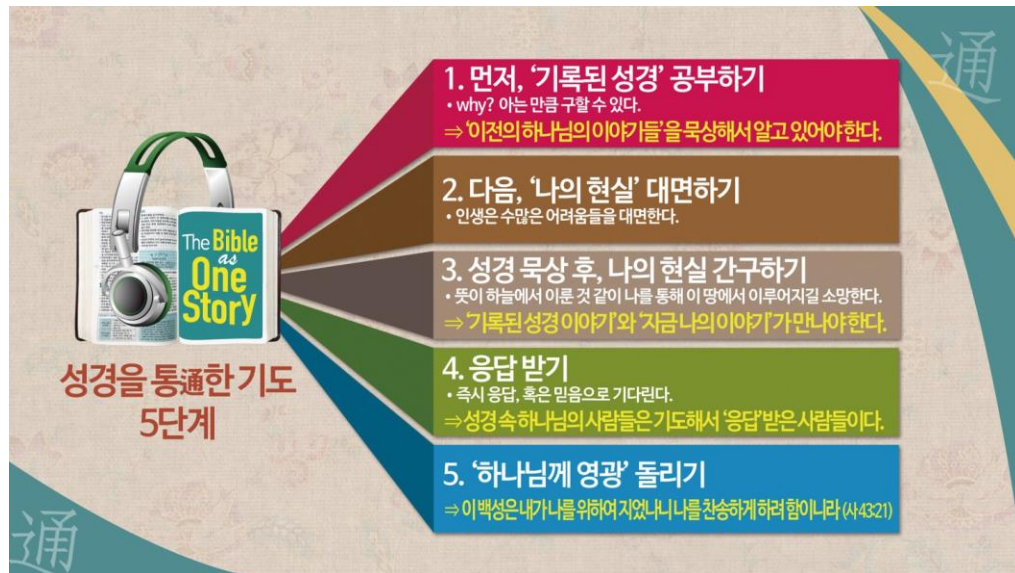 通
The Bible
as
One
Story
성경을 통通한 기도
5단계
1. 먼저, ‘기록된 성경’ 공부하기
• why? 아는 만큼 구할 수 있다.
⇒ ‘이전의 하나님의 이야기들’을 묵상해서 알고 있어야 한다.
2. 다음, ‘나의 현실’ 대면하기
• 인생은 수많은 어려움들을 대면한다.
3. 성경 묵상 후, 나의 현실 간구하기
• 뜻이 하늘에서 이룬 것 같이 나를 통해 이 땅에서 이루어지길 소망한다.
⇒ ‘기록된 성경 이야기’와 ‘지금 나의 이야기’가 만나야 한다.
4. 응답 받기
• 즉시 응답, 혹은 믿음으로 기다린다.
⇒ 성경 속 하나님의 사람들은 기도해서 ‘응답’받은 사람들이다.
5. ‘하나님께 영광’ 돌리기
⇒ 이 백성은 내가 나를 위하여 지었나니 나를 찬송하게 하려 함이니라 (사 43:21)
通